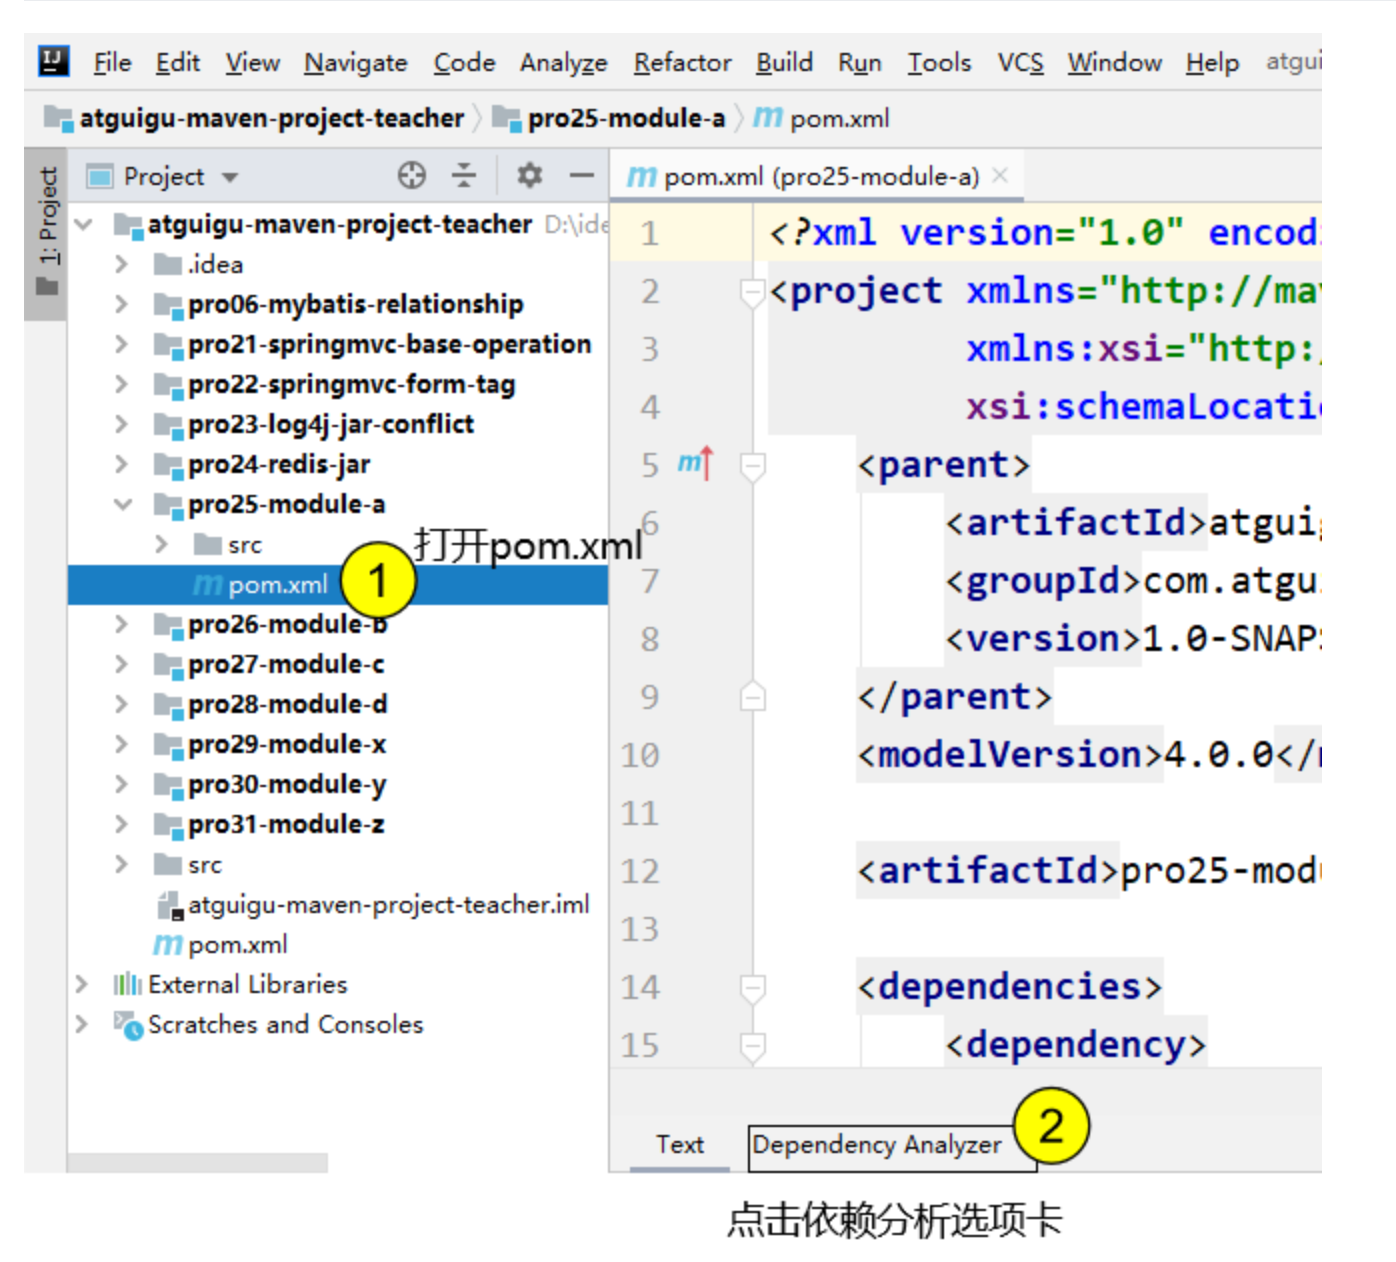 File Edit View Navigate Code Analyze Refactor Build Run Tools VCS Window Help atgui
atguigu-maven-project-teacher pro25-module-a pom.xml
1: Project
Project
pom.xml (pro25-module-a)
atguigu-maven-project-teacher D:\ide
.idea
pro06-mybatis-relationship
pro21-springmvc-base-operation
pro22-springmvc-form-tag
pro23-log4j-jar-conflict
pro24-redis-jar
pro25-module-a
src
打开pom.xml
pom.xml
1
pro26-module-b
pro27-module-c
pro28-module-d
pro29-module-x
pro30-module-y
pro31-module-z
src
atguigu-maven-project-teacher.iml
pom.xml
External Libraries
Scratches and Consoles
1 <?xml version="1.0" encod
2 <project xmlns="http://ma
3 xmlns:xsi="http:
4 xsi:schemaLocati
5 <parent>
6 <artifactId>atgui
7 <groupId>com.atgu
8 <version>1.0-SNAP
9 </parent>
10 <modelVersion>4.0.0</
11
12 <artifactId>pro25-mod
13
14 <dependencies>
15 <dependency>
Text Dependency Analyzer 2
点击依赖分析选项卡